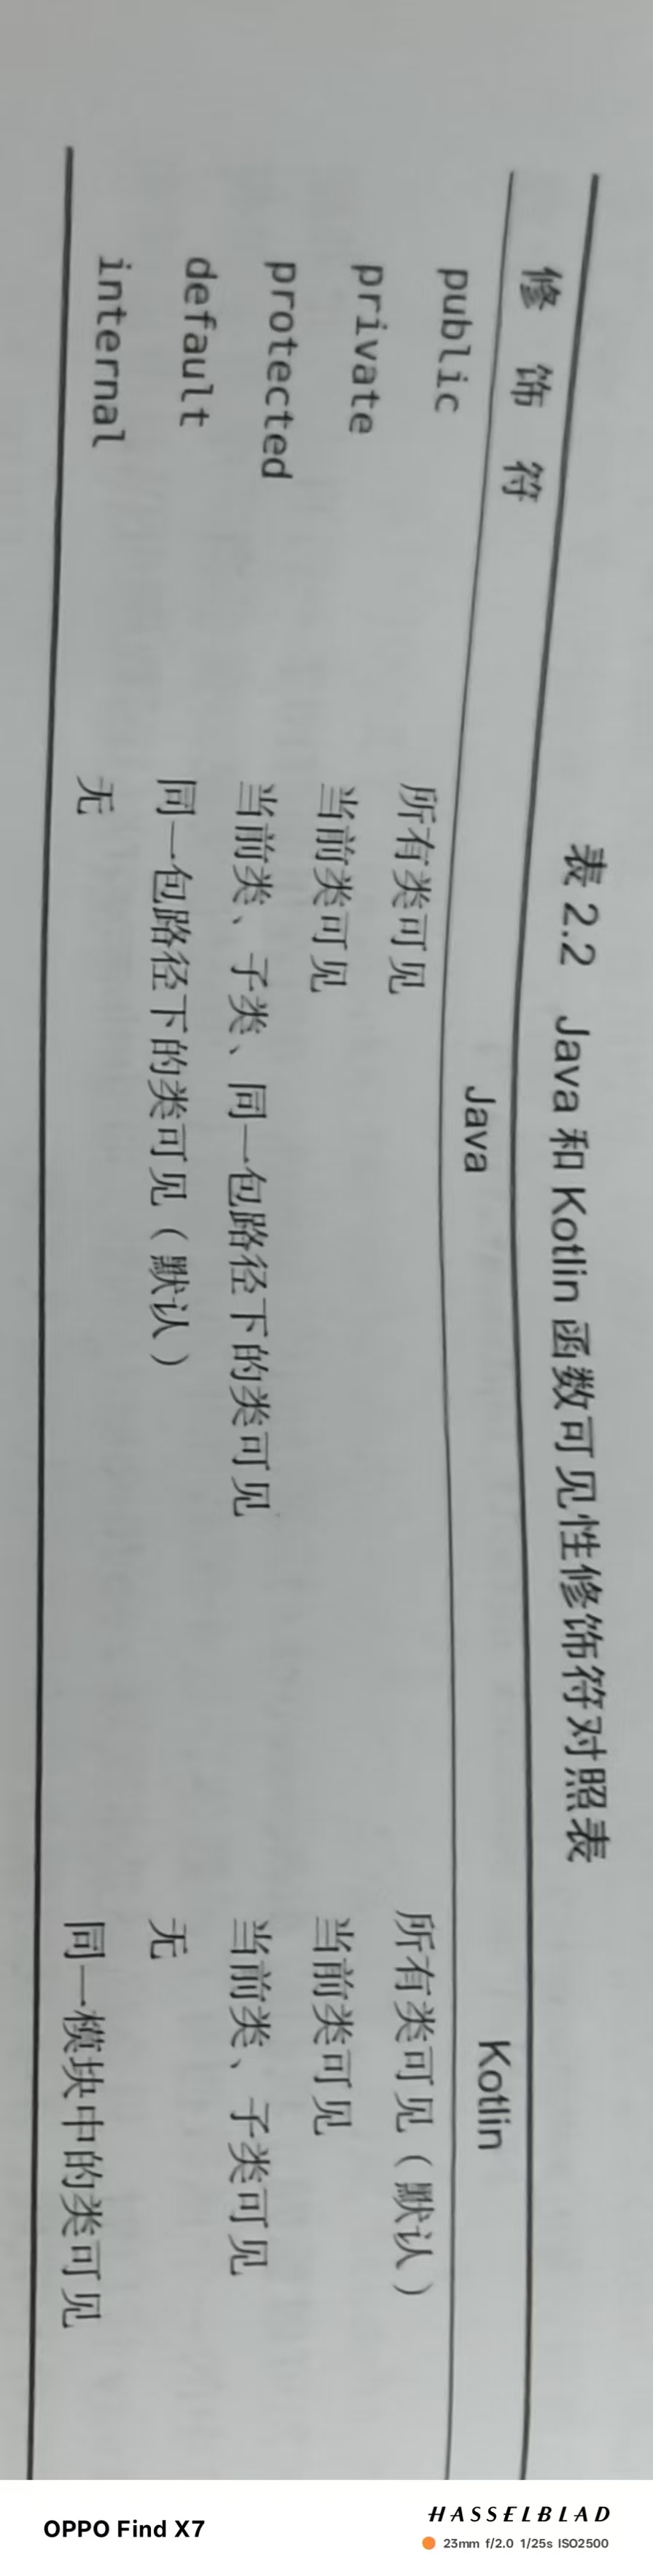 表 2.2 Java 和 Kotlin 函数可见性修饰符对照表
修 饰 符 Java Kotlin
public 所有类可见 所有类可见（默认）
private 当前类可见 当前类可见
protected 当前类、子类、同一包路径下的类可见 当前类、子类可见
default 同一包路径下的类可见（默认） 无
internal 无 同一模块中的类可见
HASSELBLAD
23mm f/2.0 1/25s ISO2500
OPPO Find X7